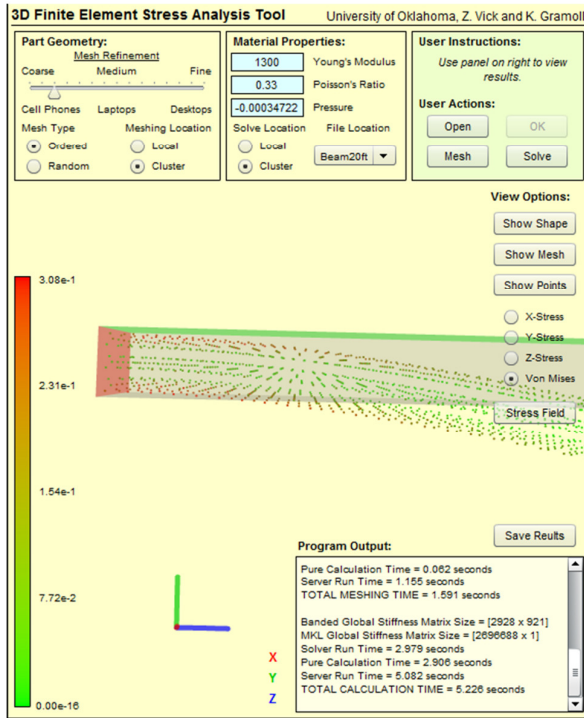 3D Finite Element Stress Analysis Tool
University of Oklahoma, Z. Vick and K. Gramoll
Part Geometry:
Mesh Refinement
Coarse Medium Fine
Cell Phones Laptops Desktops
Mesh Type Meshing Location
Ordered Local
Random Cluster
Material Properties:
1300 Young's Modulus
0.33 Poisson's Ratio
-0.00034722 Pressure
Solve Location File Location
Local
Cluster
Beam20ft
User Instructions:
Use panel on right to view
results.
User Actions:
Open OK
Mesh Solve
View Options:
Show Shape
Show Mesh
Show Points
X-Stress
Y-Stress
Z-Stress
Von Mises
Stress Field
Save Reults
3.08e-1
2.31e-1
1.54e-1
7.72e-2
0.00e-16
X
Y
Z
Program Output:
Pure Calculation Time = 0.062 seconds
Server Run Time = 1.155 seconds
TOTAL MESHING TIME = 1.591 seconds
Banded Global Stiffness Matrix Size = [2928 x 921]
MKL Global Stiffness Matrix Size = [2696688 x 1]
Solver Run Time = 2.979 seconds
Pure Calculation Time = 2.906 seconds
Server Run Time = 5.082 seconds
TOTAL CALCULATION TIME = 5.226 seconds